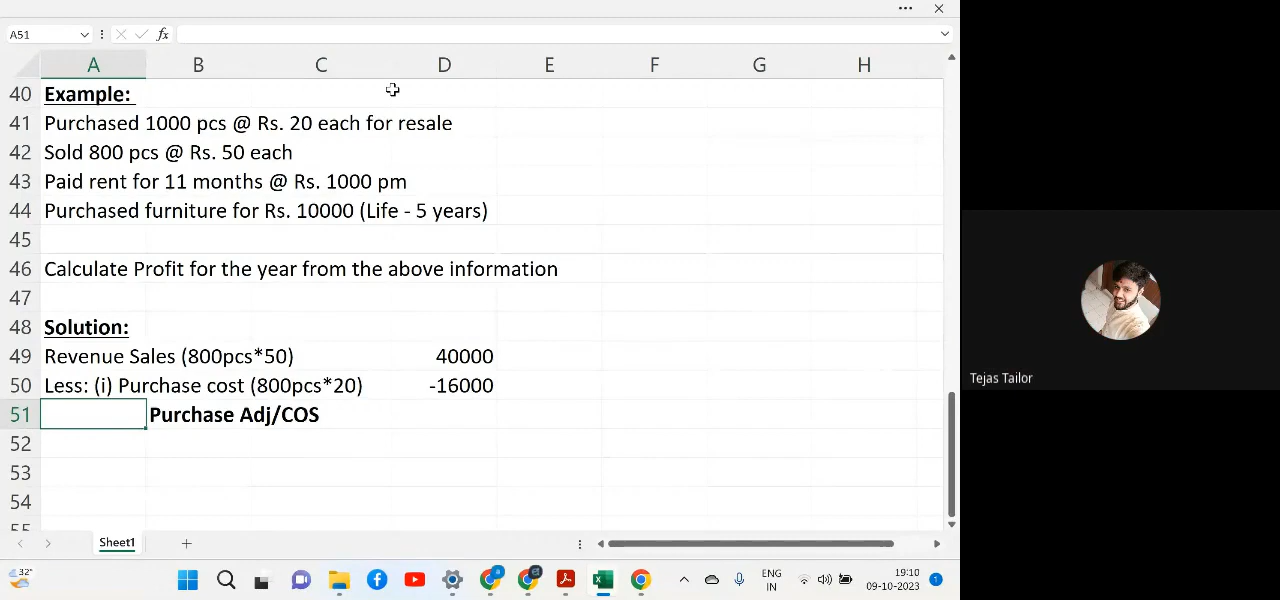 A51
fx
A B C D E F G H
40 Example:
41 Purchased 1000 pcs @ Rs. 20 each for resale
42 Sold 800 pcs @ Rs. 50 each
43 Paid rent for 11 months @ Rs. 1000 pm
44 Purchased furniture for Rs. 10000 (Life - 5 years)
45
46 Calculate Profit for the year from the above information
47
48 Solution:
49 Revenue Sales (800pcs*50) 40000
50 Less: (i) Purchase cost (800pcs*20) -16000
51 Purchase Adj/COS
52
53
54
55
Sheet1
Tejas Tailor
32°
ENG
IN
19:10
09-10-2023
1